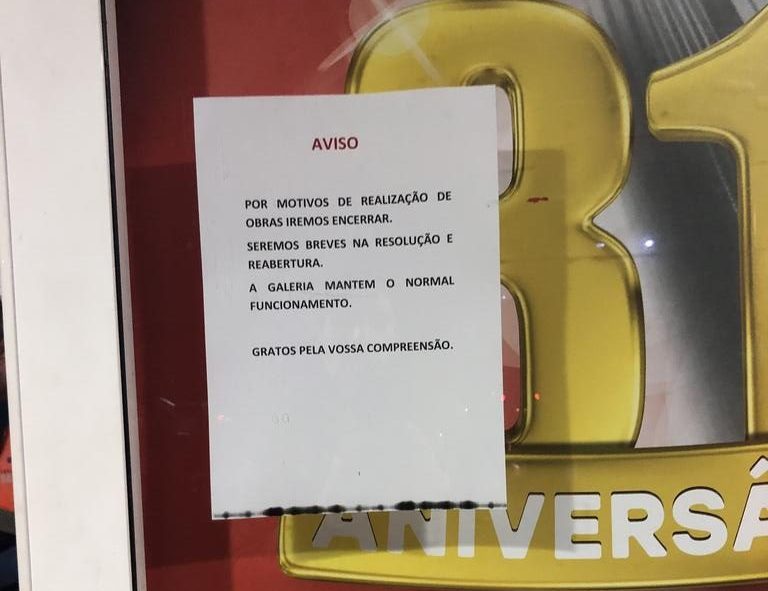 AVISO
POR MOTIVOS DE REALIZAÇÃO DE
OBRAS IREMOS ENCERRAR.
SEREMOS BREVES NA RESOLUÇÃO E
REABERTURA.
A GALERIA MANTEM O NORMAL
FUNCIONAMENTO.
GRATOS PELA VOSSA COMPREENSÃO.
81
ANIVERSÁ